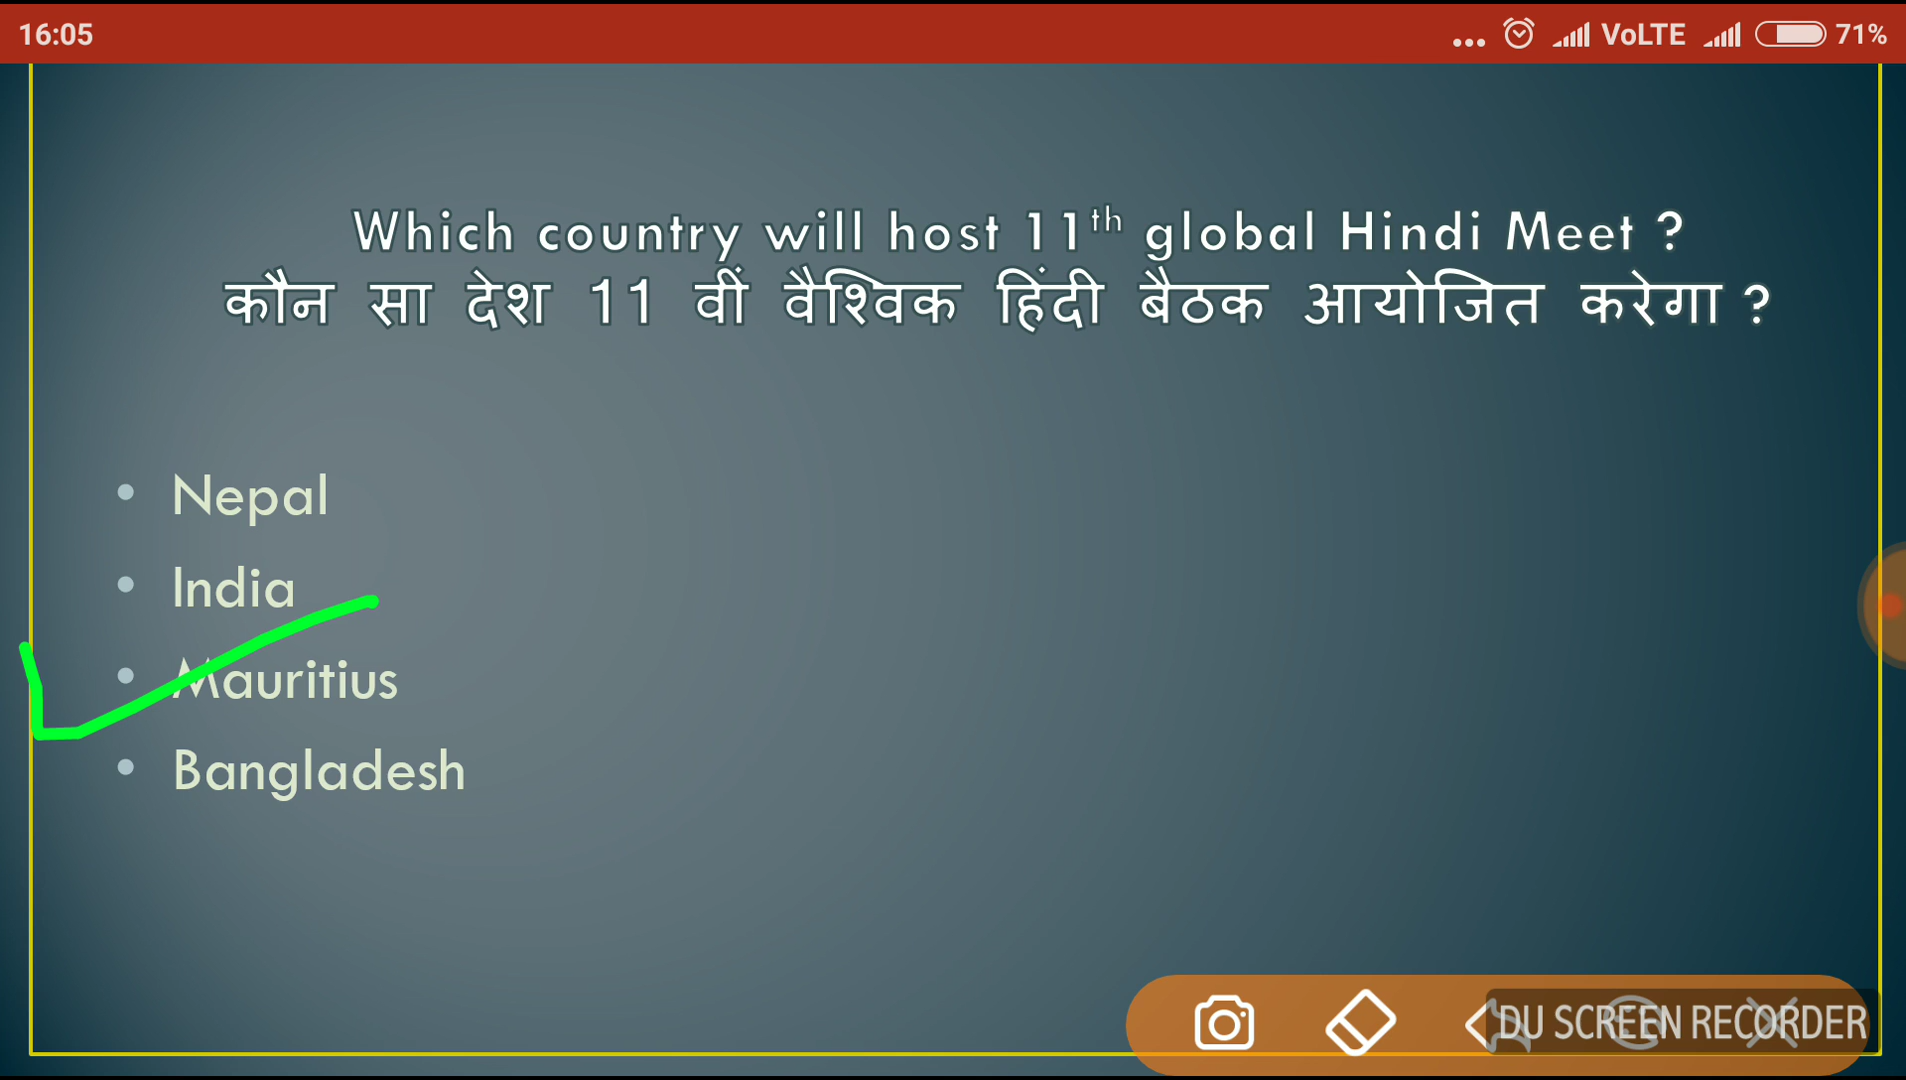 16:05 ... VoLTE 71%
Which country will host 11th global Hindi Meet ?
कौन सा देश 11 वीं वैश्विक हिंदी बैठक आयोजित करेगा ?
• Nepal
• India
• Mauritius
• Bangladesh
DU SCREEN RECORDER